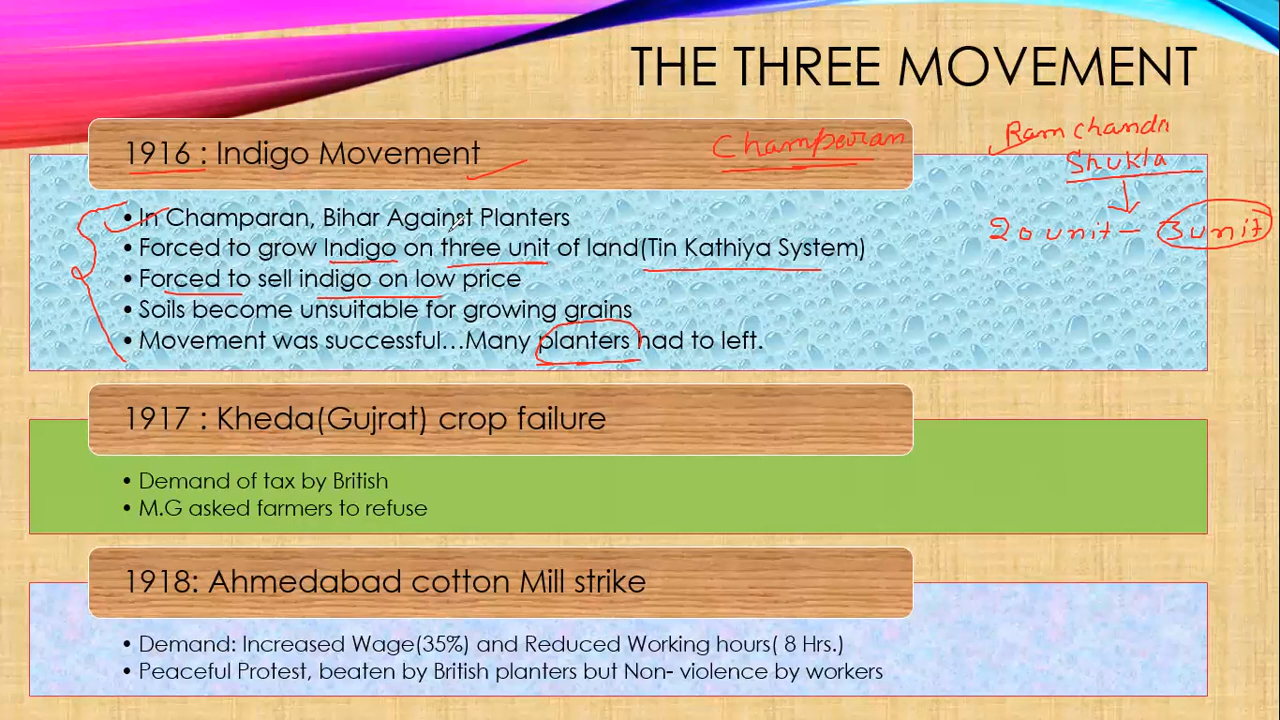 THE THREE MOVEMENT
1916 : Indigo Movement
Champaran
Ram Chandra
Shukla
20 unit – 3 unit
• In Champaran, Bihar Against Planters
• Forced to grow Indigo on three unit of land(Tin Kathiya System)
• Forced to sell indigo on low price
• Soils become unsuitable for growing grains
• Movement was successful...Many planters had to left.
1917 : Kheda(Gujrat) crop failure
• Demand of tax by British
• M.G asked farmers to refuse
1918: Ahmedabad cotton Mill strike
• Demand: Increased Wage(35%) and Reduced Working hours( 8 Hrs.)
• Peaceful Protest, beaten by British planters but Non- violence by workers